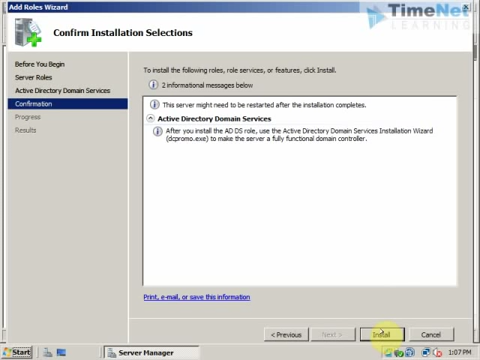 Add Roles Wizard
TimeNet
LEARNING
Confirm Installation Selections
Before You Begin
Server Roles
Active Directory Domain Services
Confirmation
Progress
Results
To install the following roles, role services, or features, click Install.
2 informational messages below
This server might need to be restarted after the installation completes.
Active Directory Domain Services
After you install the AD DS role, use the Active Directory Domain Services Installation Wizard
(dcpromo.exe) to make the server a fully functional domain controller.
Print, e-mail, or save this information
< Previous
Next >
Install
Cancel
Start
Server Manager
1:07 PM